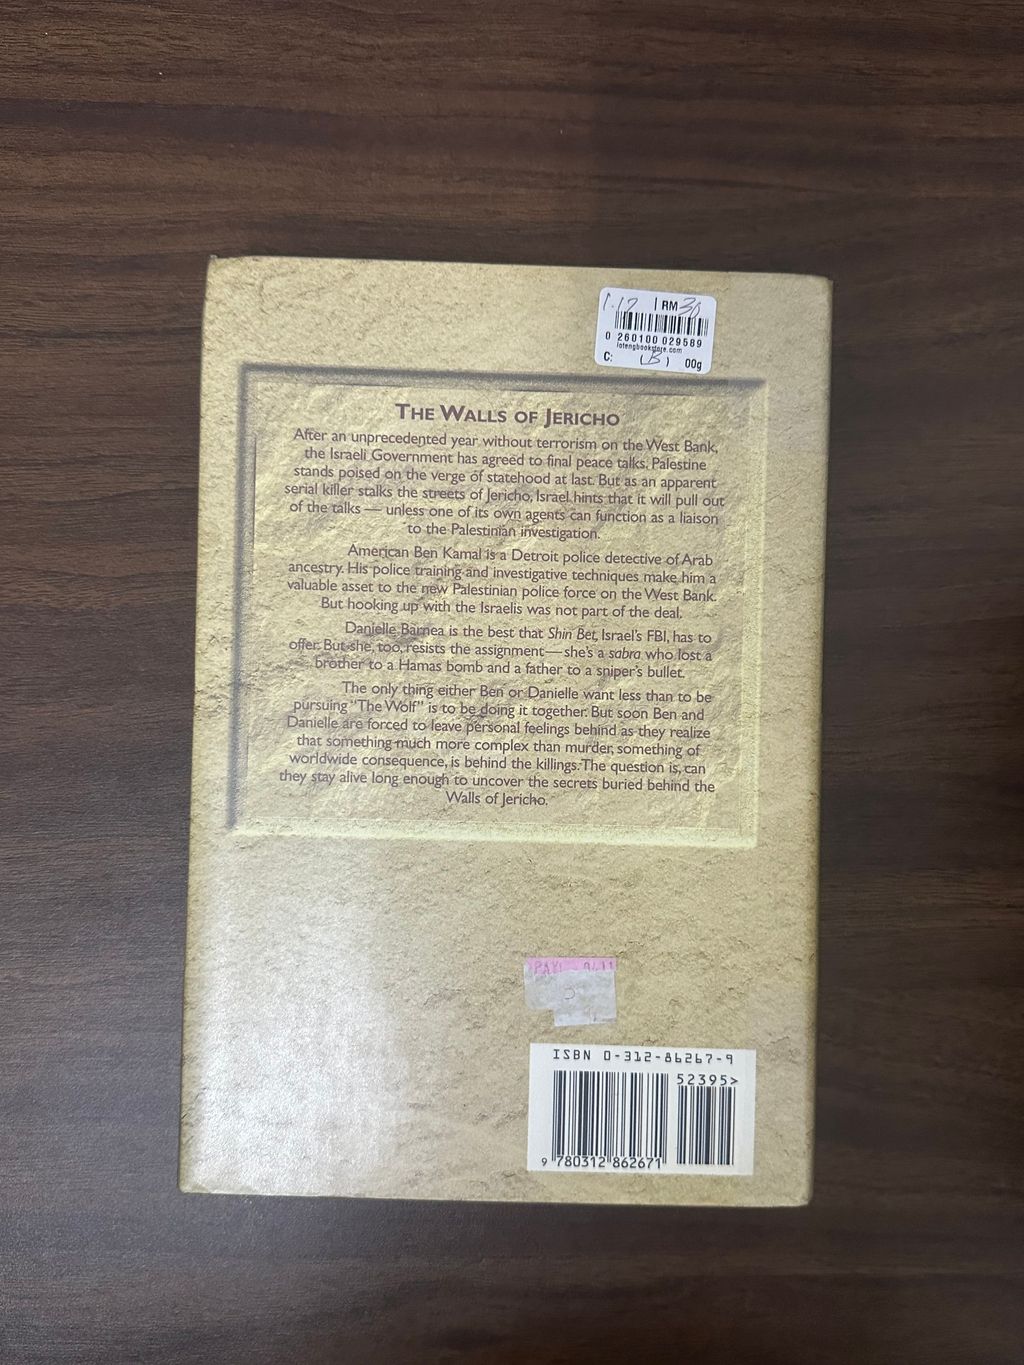 1.17 | RM 30
0 260100 029589
lotengbookstore.com
C: (B) 00g
THE WALLS OF JERICHO
After an unprecedented year without terrorism on the West Bank,
the Israeli Government has agreed to final peace talks. Palestine
stands poised on the verge of statehood at last. But as an apparent
serial killer stalks the streets of Jericho, Israel hints that it will pull out
of the talks — unless one of its own agents can function as a liaison
to the Palestinian investigation.
American Ben Kamal is a Detroit police detective of Arab
ancestry. His police training and investigative techniques make him a
valuable asset to the new Palestinian police force on the West Bank.
But hooking up with the Israelis was not part of the deal.
Danielle Barnea is the best that Shin Bet, Israel's FBI, has to
offer. But she, too, resists the assignment—she's a sabra who lost a
brother to a Hamas bomb and a father to a sniper's bullet.
The only thing either Ben or Danielle want less than to be
pursuing "The Wolf" is to be doing it together. But soon Ben and
Danielle are forced to leave personal feelings behind as they realize
that something much more complex than murder, something of
worldwide consequence, is behind the killings. The question is, can
they stay alive long enough to uncover the secrets buried behind the
Walls of Jericho.
ISBN 0-312-86267-9
52395>
9 780312 862671